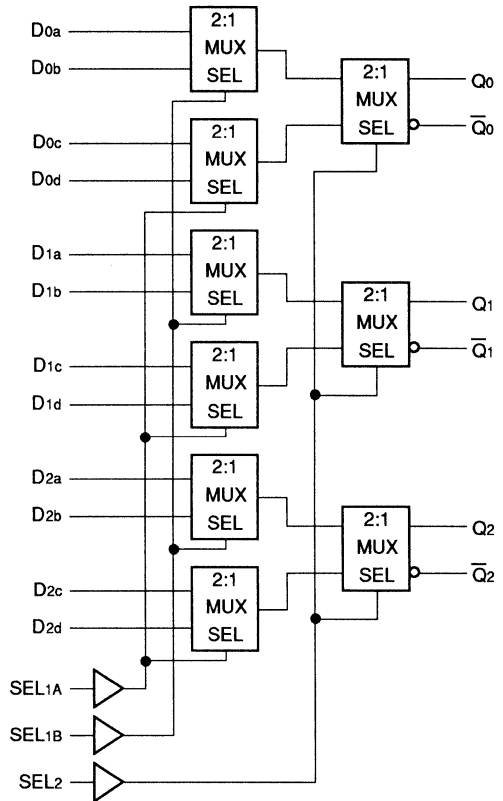 D0a
D0b
2:1
MUX
SEL
D0c
D0d
2:1
MUX
SEL
2:1
MUX
SEL
Q0
Q̅0
D1a
D1b
2:1
MUX
SEL
D1c
D1d
2:1
MUX
SEL
2:1
MUX
SEL
Q1
Q̅1
D2a
D2b
2:1
MUX
SEL
D2c
D2d
2:1
MUX
SEL
2:1
MUX
SEL
Q2
Q̅2
SEL1A
SEL1B
SEL2